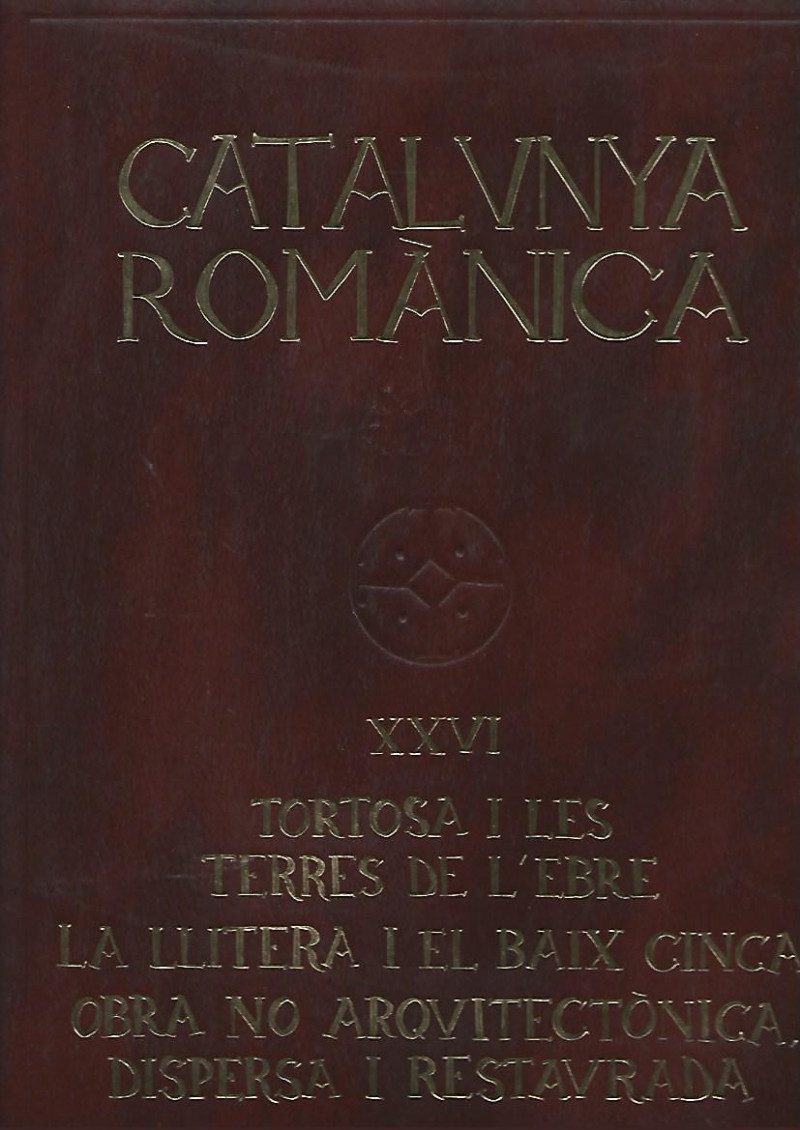 CATALVNYA
ROMÀNICA
XXVI
TORTOSA I LES
TERRES DE L'EBRE
LA LLITERA I EL BAIX CINCA
OBRA NO ARQVITECTÒNICA,
DISPERSA I RESTAVRADA